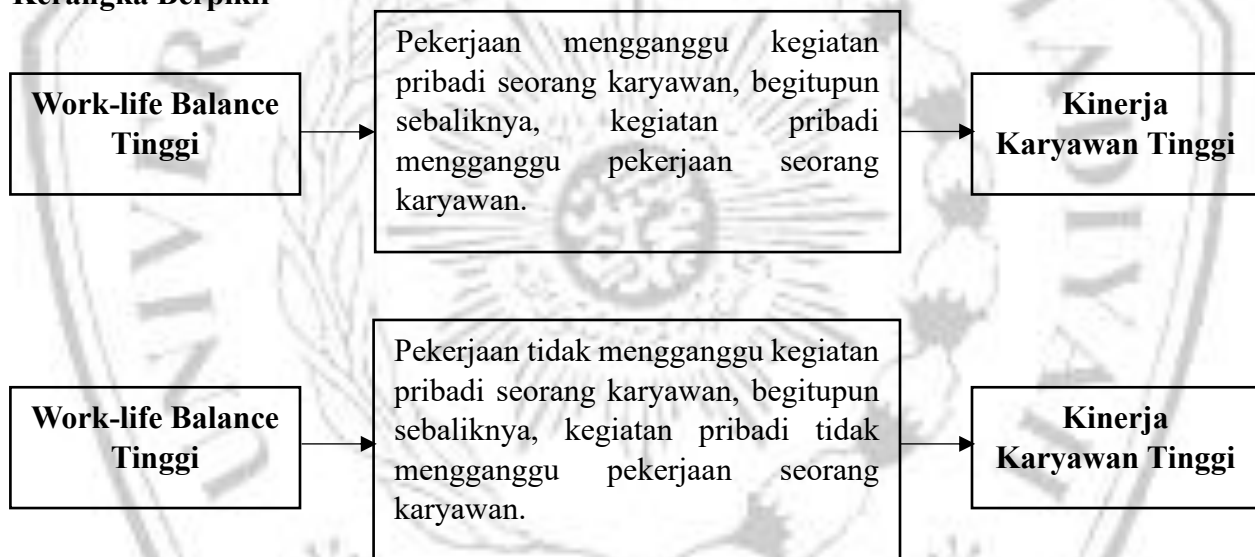 Kerangka Berpikir
Work-life Balance
Tinggi
Pekerjaan mengganggu kegiatan
pribadi seorang karyawan, begitupun
sebaliknya, kegiatan pribadi
mengganggu pekerjaan seorang
karyawan.
Kinerja
Karyawan Tinggi
Work-life Balance
Tinggi
Pekerjaan tidak mengganggu kegiatan
pribadi seorang karyawan, begitupun
sebaliknya, kegiatan pribadi tidak
mengganggu pekerjaan seorang
karyawan.
Kinerja
Karyawan Tinggi